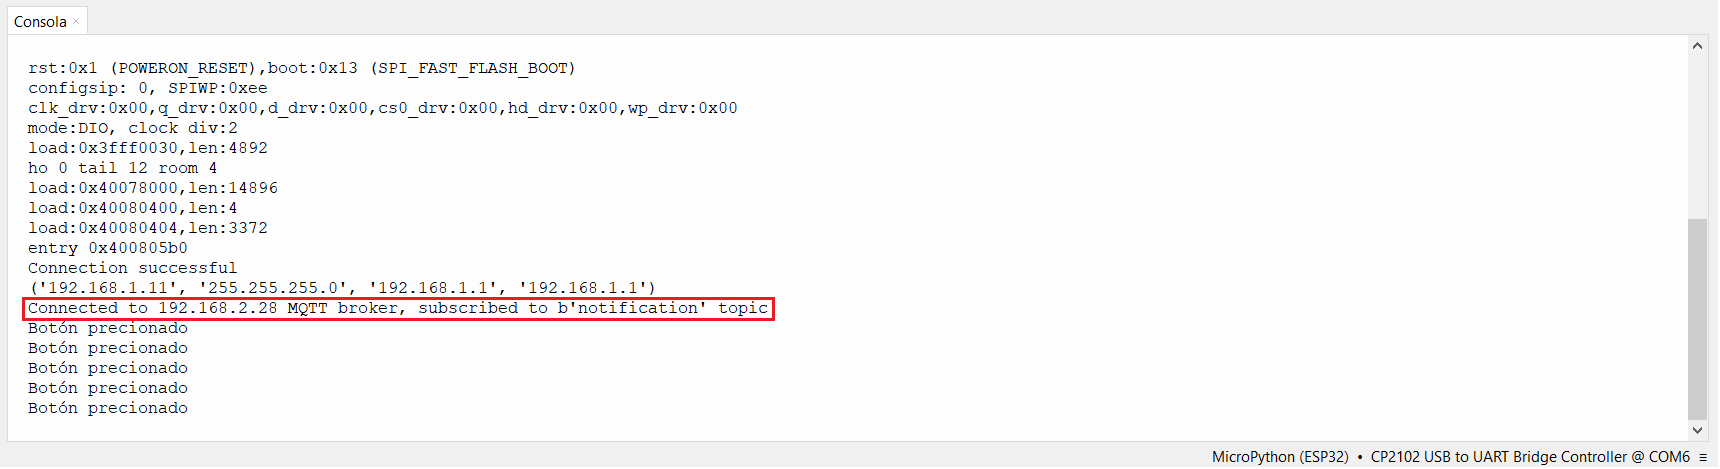 Consola ×
rst:0x1 (POWERON_RESET),boot:0x13 (SPI_FAST_FLASH_BOOT)
configsip: 0, SPIWP:0xee
clk_drv:0x00,q_drv:0x00,d_drv:0x00,cs0_drv:0x00,hd_drv:0x00,wp_drv:0x00
mode:DIO, clock div:2
load:0x3fff0030,len:4892
ho 0 tail 12 room 4
load:0x40078000,len:14896
load:0x40080400,len:4
load:0x40080404,len:3372
entry 0x400805b0
Connection successful
('192.168.1.11', '255.255.255.0', '192.168.1.1', '192.168.1.1')
Connected to 192.168.2.28 MQTT broker, subscribed to b'notification' topic
Botón precionado
Botón precionado
Botón precionado
Botón precionado
Botón precionado
MicroPython (ESP32) • CP2102 USB to UART Bridge Controller @ COM6 ≡